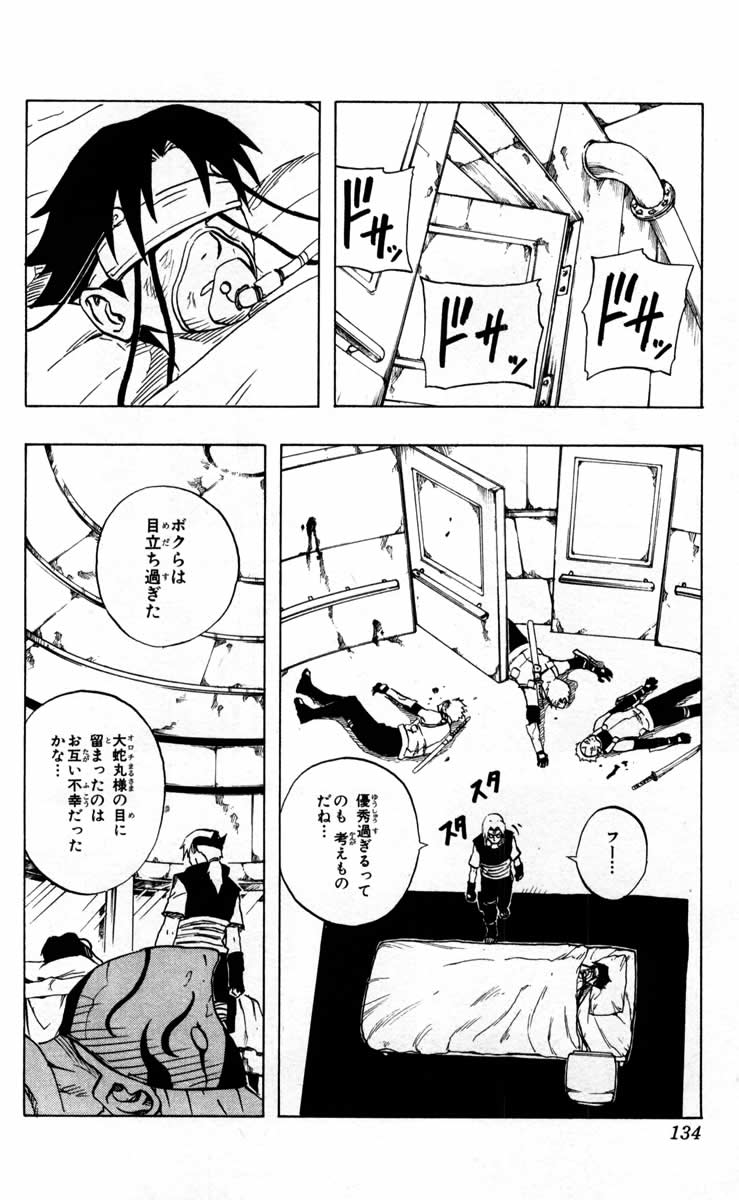 ドサッ
ドサッ
ドサッ
フー…
スタ
スタ
優秀過ぎるって
のも 考えもの
だね…
ボクらは
目立ち過ぎた
大蛇丸様の目に
留まったのは
お互い不幸だった
かな…
134